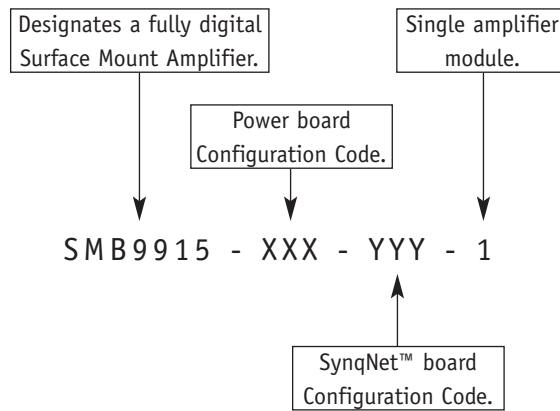 Designates a fully digital
Surface Mount Amplifier.
Single amplifier
module.
Power board
Configuration Code.
SMB9915 - XXX - YYY - 1
SynqNet™ board
Configuration Code.